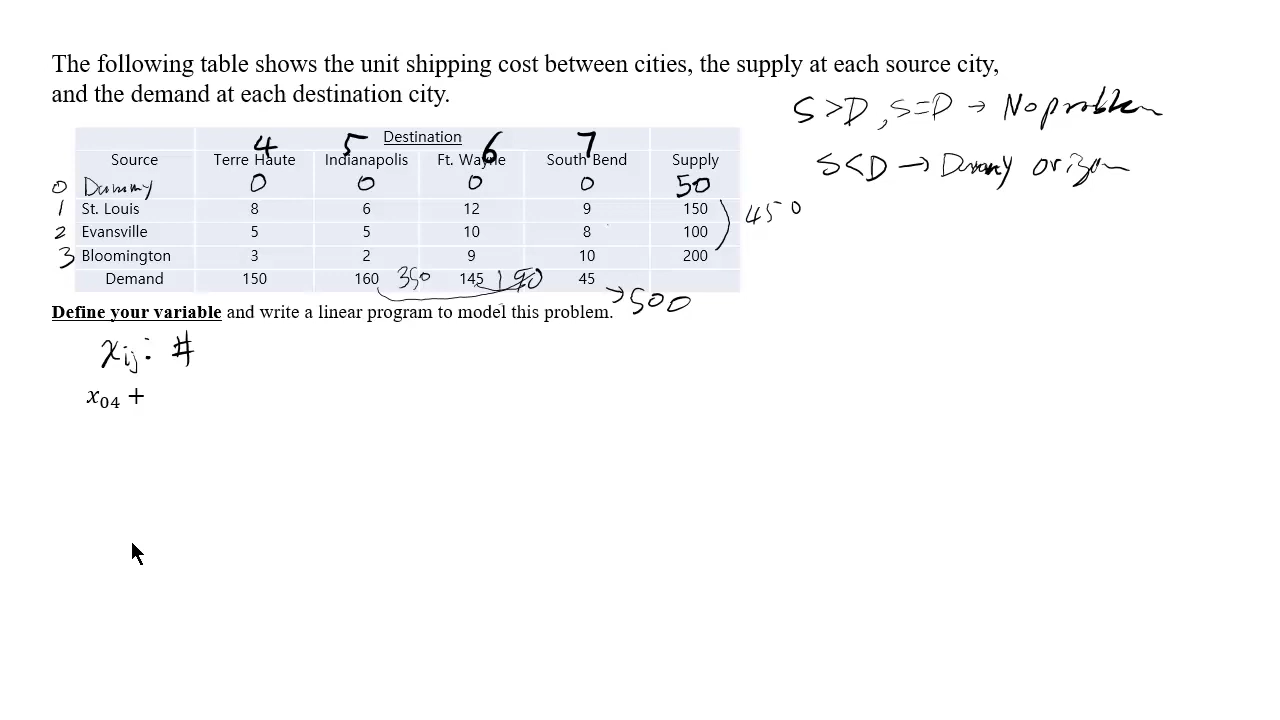 The following table shows the unit shipping cost between cities, the supply at each source city,
and the demand at each destination city.
S>D, S=D → No problem
S<D → Dummy origin
Destination
4 5 6 7
Source Terre Haute Indianapolis Ft. Wayne South Bend Supply
0 Dummy 0 0 0 0 50
1 St. Louis 8 6 12 9 150
2 Evansville 5 5 10 8 100
450
3 Bloomington 3 2 9 10 200
Demand 150 160 350 145 45
→ 500
Define your variable and write a linear program to model this problem.
xij: #
x04 +